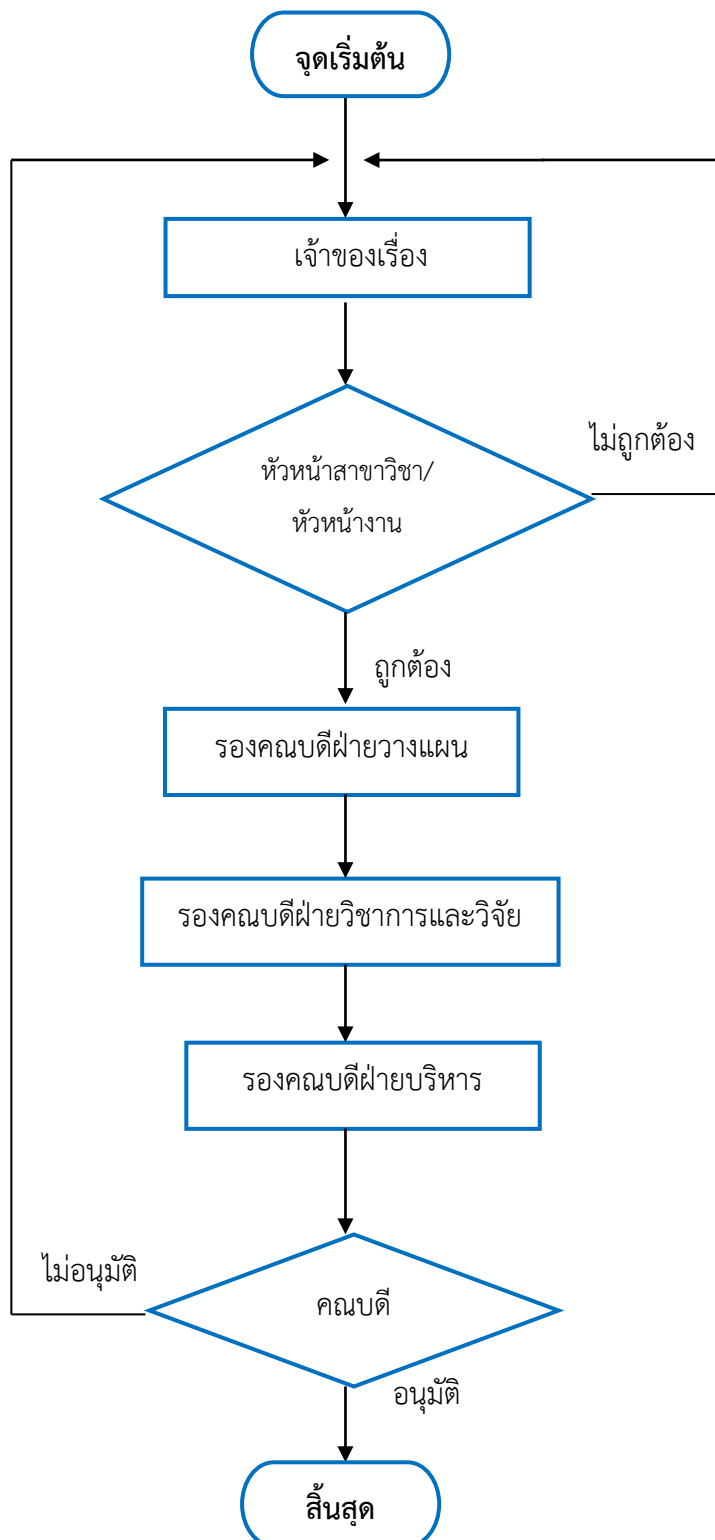 จุดเริ่มต้น
เจ้าของเรื่อง
ไม่ถูกต้อง
หัวหน้าสาขาวิชา/
หัวหน้างาน
ถูกต้อง
รองคณบดีฝ่ายวางแผน
รองคณบดีฝ่ายวิชาการและวิจัย
รองคณบดีฝ่ายบริหาร
ไม่อนุมัติ
คณบดี
อนุมัติ
สิ้นสุด